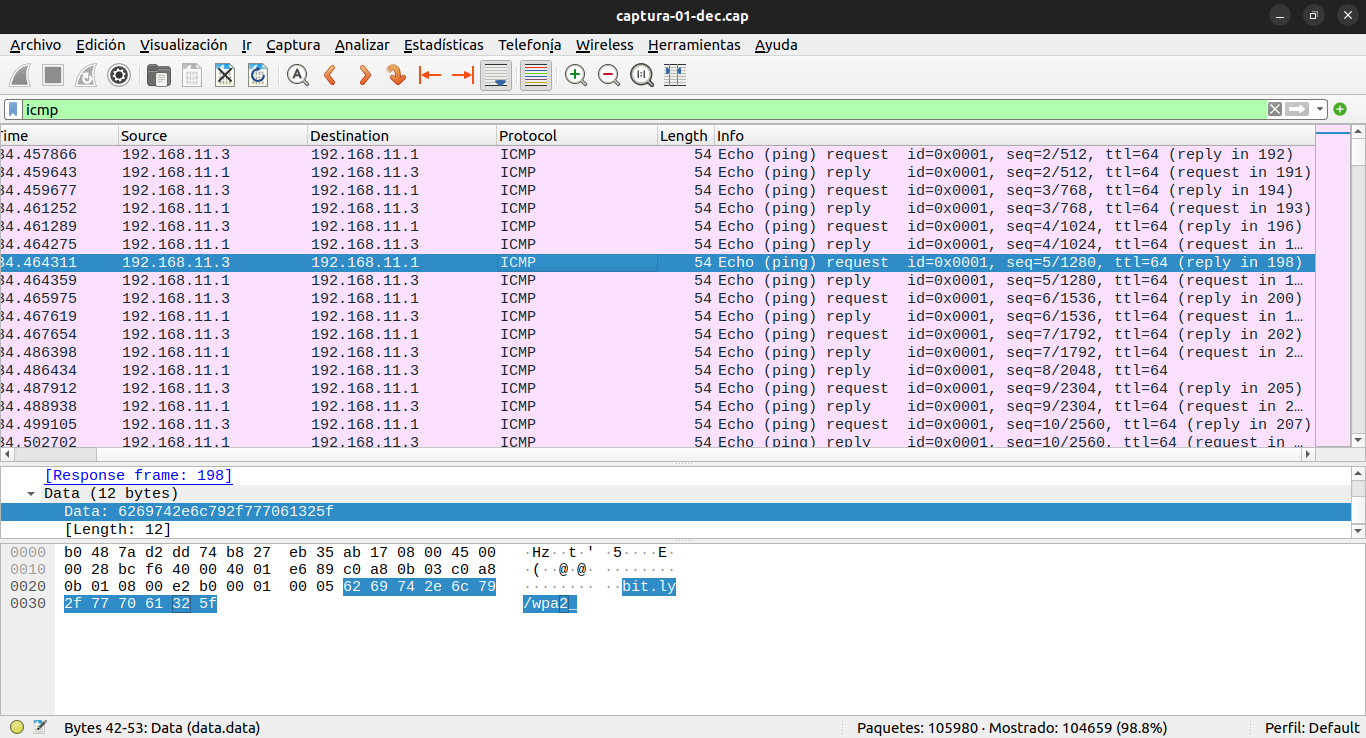 captura-01-dec.cap
Archivo Edición Visualización Ir Captura Analizar Estadísticas Telefonía Wireless Herramientas Ayuda
icmp
Time Source Destination Protocol Length Info
34.457866 192.168.11.3 192.168.11.1 ICMP 54 Echo (ping) request id=0x0001, seq=2/512, ttl=64 (reply in 192)
34.459643 192.168.11.1 192.168.11.3 ICMP 54 Echo (ping) reply id=0x0001, seq=2/512, ttl=64 (request in 191)
34.459677 192.168.11.3 192.168.11.1 ICMP 54 Echo (ping) request id=0x0001, seq=3/768, ttl=64 (reply in 194)
34.461252 192.168.11.1 192.168.11.3 ICMP 54 Echo (ping) reply id=0x0001, seq=3/768, ttl=64 (request in 193)
34.461289 192.168.11.3 192.168.11.1 ICMP 54 Echo (ping) request id=0x0001, seq=4/1024, ttl=64 (reply in 196)
34.464275 192.168.11.1 192.168.11.3 ICMP 54 Echo (ping) reply id=0x0001, seq=4/1024, ttl=64 (request in 1…
34.464311 192.168.11.3 192.168.11.1 ICMP 54 Echo (ping) request id=0x0001, seq=5/1280, ttl=64 (reply in 198)
34.464359 192.168.11.1 192.168.11.3 ICMP 54 Echo (ping) reply id=0x0001, seq=5/1280, ttl=64 (request in 1…
34.465975 192.168.11.3 192.168.11.1 ICMP 54 Echo (ping) request id=0x0001, seq=6/1536, ttl=64 (reply in 200)
34.467619 192.168.11.1 192.168.11.3 ICMP 54 Echo (ping) reply id=0x0001, seq=6/1536, ttl=64 (request in 1…
34.467654 192.168.11.3 192.168.11.1 ICMP 54 Echo (ping) request id=0x0001, seq=7/1792, ttl=64 (reply in 202)
34.486398 192.168.11.1 192.168.11.3 ICMP 54 Echo (ping) reply id=0x0001, seq=7/1792, ttl=64 (request in 2…
34.486434 192.168.11.1 192.168.11.3 ICMP 54 Echo (ping) reply id=0x0001, seq=8/2048, ttl=64
34.487912 192.168.11.3 192.168.11.1 ICMP 54 Echo (ping) request id=0x0001, seq=9/2304, ttl=64 (reply in 205)
34.488938 192.168.11.1 192.168.11.3 ICMP 54 Echo (ping) reply id=0x0001, seq=9/2304, ttl=64 (request in 2…
34.499105 192.168.11.3 192.168.11.1 ICMP 54 Echo (ping) request id=0x0001, seq=10/2560, ttl=64 (reply in 207)
34.502702 192.168.11.1 192.168.11.3 ICMP 54 Echo (ping) reply id=0x0001, seq=10/2560, ttl=64 (request in …
[Response frame: 198]
Data (12 bytes)
Data: 6269742e6c792f777061325f
[Length: 12]
0000 b0 48 7a d2 dd 74 b8 27 eb 35 ab 17 08 00 45 00 ·Hz··t·' ·5····E·
0010 00 28 bc f6 40 00 40 01 e6 89 c0 a8 0b 03 c0 a8 ·(··@·@· ········
0020 0b 01 08 00 e2 b0 00 01 00 05 62 69 74 2e 6c 79 ········ ··bit.ly
0030 2f 77 70 61 32 5f /wpa2_
Bytes 42-53: Data (data.data) Paquetes: 105980 · Mostrado: 104659 (98.8%) Perfil: Default